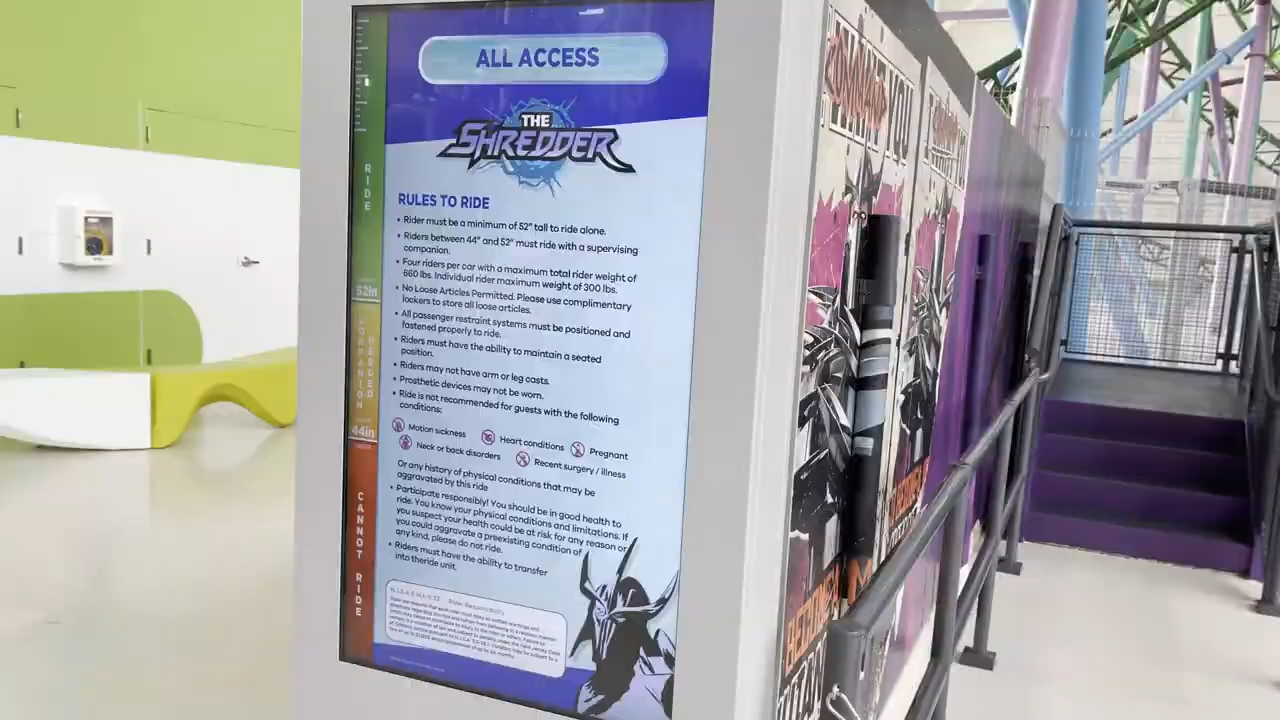 ALL ACCESS
THE
SHREDDER
RULES TO RIDE
• Rider must be a minimum of 52" tall to ride alone.
• Riders between 44" and 52" must ride with a supervising
companion.
• Four riders per car with a maximum total rider weight of
660 lbs. Individual rider maximum weight of 300 lbs.
• No Loose Articles Permitted. Please use complimentary
lockers to store all loose articles.
• All passenger restraint systems must be positioned and
fastened properly to ride.
• Riders must have the ability to maintain a seated
position.
• Riders may not have arm or leg casts.
• Prosthetic devices may not be worn.
• Ride is not recommended for guests with the following
conditions:
Motion sickness
Heart conditions
Pregnant
Neck or back disorders
Recent surgery / illness
Or any history of physical conditions that may be
aggravated by this ride
• Participate responsibly! You should be in good health to
ride. You know your physical conditions and limitations. If
you suspect your health could be at risk for any reason or
you could aggravate a preexisting condition of
any kind, please do not ride.
• Riders must have the ability to transfer
into theride unit.
RIDE
52in
COMPANION
NEEDED
44in
CANNOT RIDE
YOU